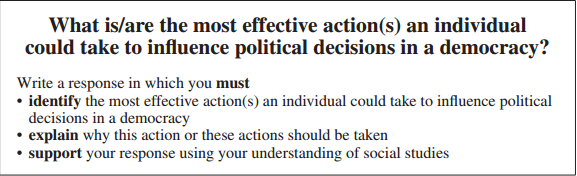 What is/are the most effective action(s) an individual
could take to influence political decisions in a democracy?
Write a response in which you must
• identify the most effective action(s) an individual could take to influence political
decisions in a democracy
• explain why this action or these actions should be taken
• support your response using your understanding of social studies